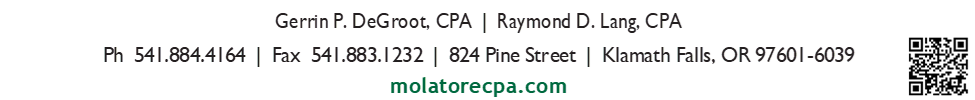 Gerrin P. DeGroot, CPA | Raymond D. Lang, CPA
Ph 541.884.4164 | Fax 541.883.1232 | 824 Pine Street | Klamath Falls, OR 97601-6039
molatorecpa.com